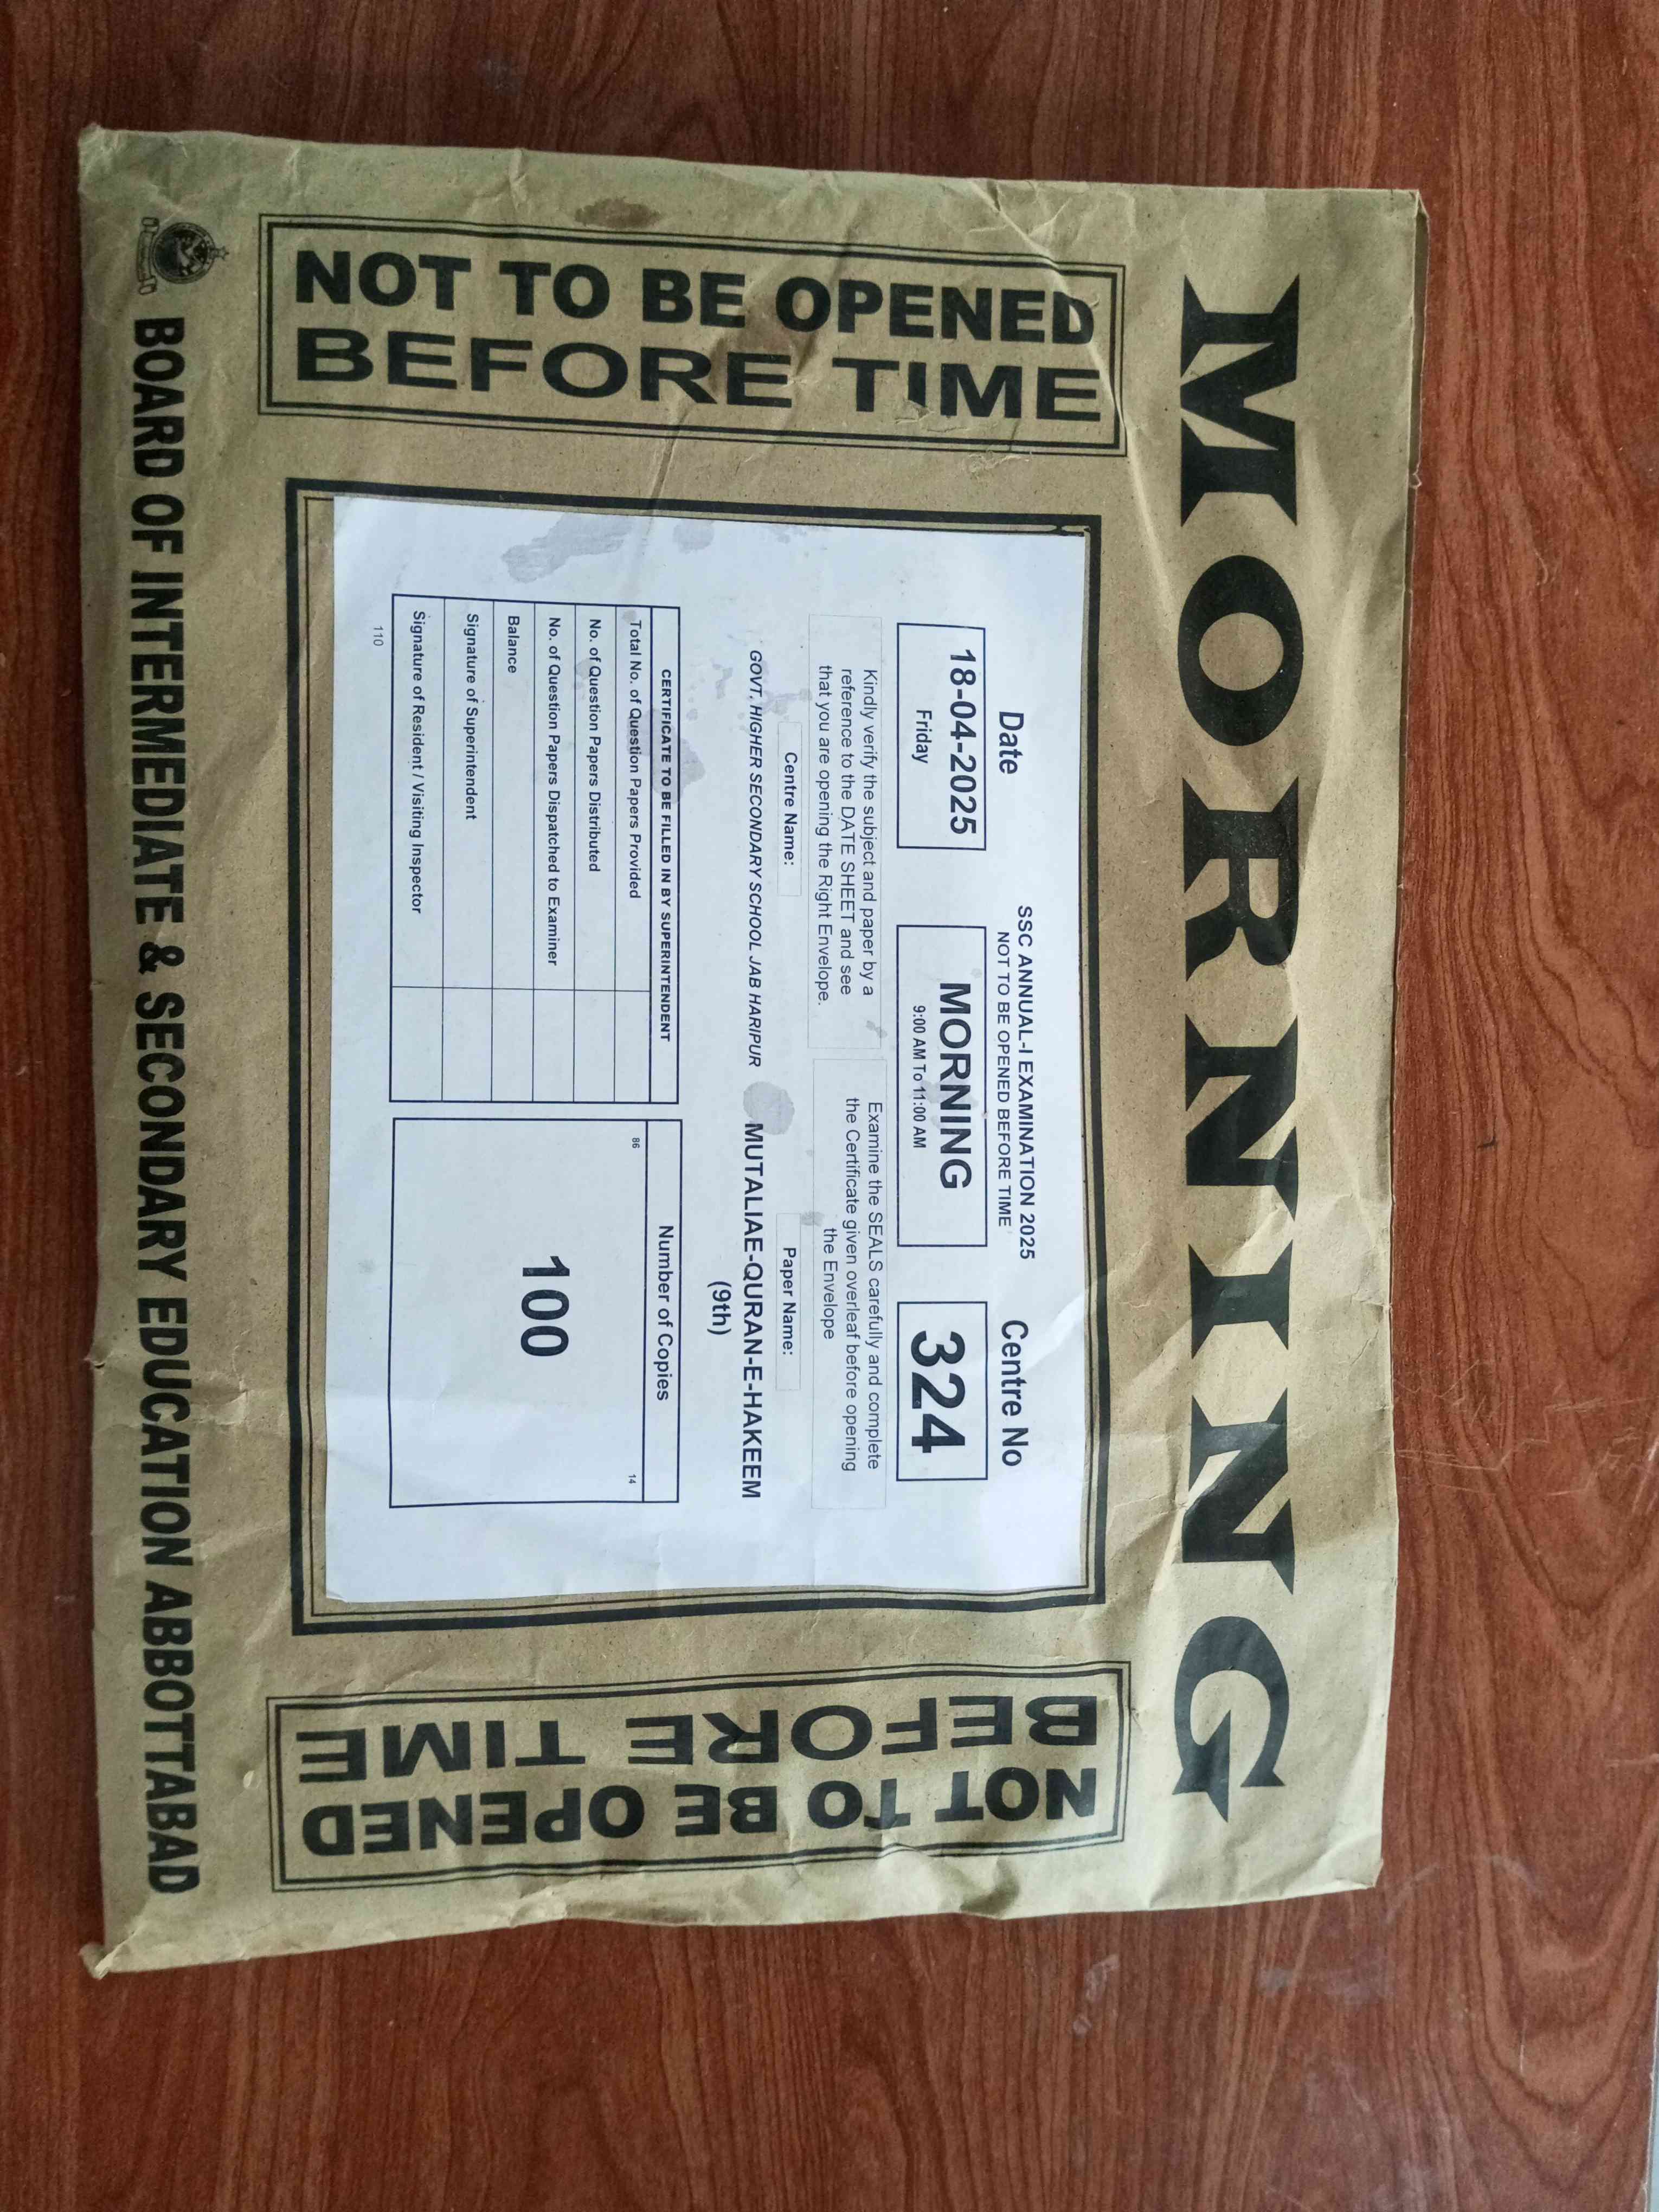 MORNING
NOT TO BE OPENED
BEFORE TIME
SSC ANNUAL-I EXAMINATION 2025
NOT TO BE OPENED BEFORE TIME
Date
Centre No
18-04-2025
Friday
MORNING
9:00 AM To 11:00 AM
324
Kindly verify the subject and paper by a
reference to the DATE SHEET and see
that you are opening the Right Envelope.
Examine the SEALS carefully and complete
the Certificate given overleaf before opening
the Envelope
Centre Name:
Paper Name:
GOVT. HIGHER SECONDARY SCHOOL JAB HARIPUR
MUTALIAE-QURAN-E-HAKEEM
(9th)
CERTIFICATE TO BE FILLED IN BY SUPERINTENDENT
Total No. of Question Papers Provided
No. of Question Papers Distributed
No. of Question Papers Dispatched to Examiner
Balance
Signature of Superintendent
Signature of Resident / Visiting Inspector
Number of Copies
86
14
100
110
NOT TO BE OPENED
BEFORE TIME
BOARD OF INTERMEDIATE & SECONDARY EDUCATION ABBOTTABAD